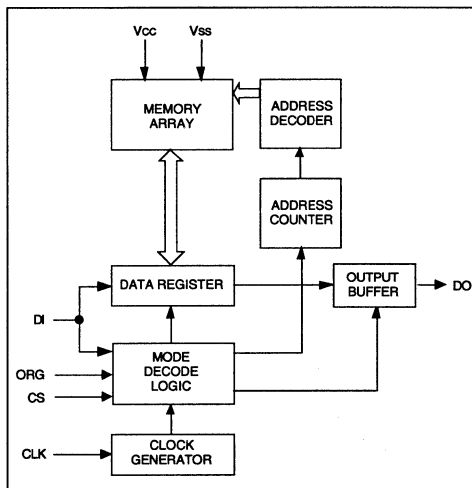 Vcc
Vss
MEMORY
ARRAY
ADDRESS
DECODER
ADDRESS
COUNTER
DATA REGISTER
OUTPUT
BUFFER
DO
DI
MODE
DECODE
LOGIC
ORG
CS
CLK
CLOCK
GENERATOR